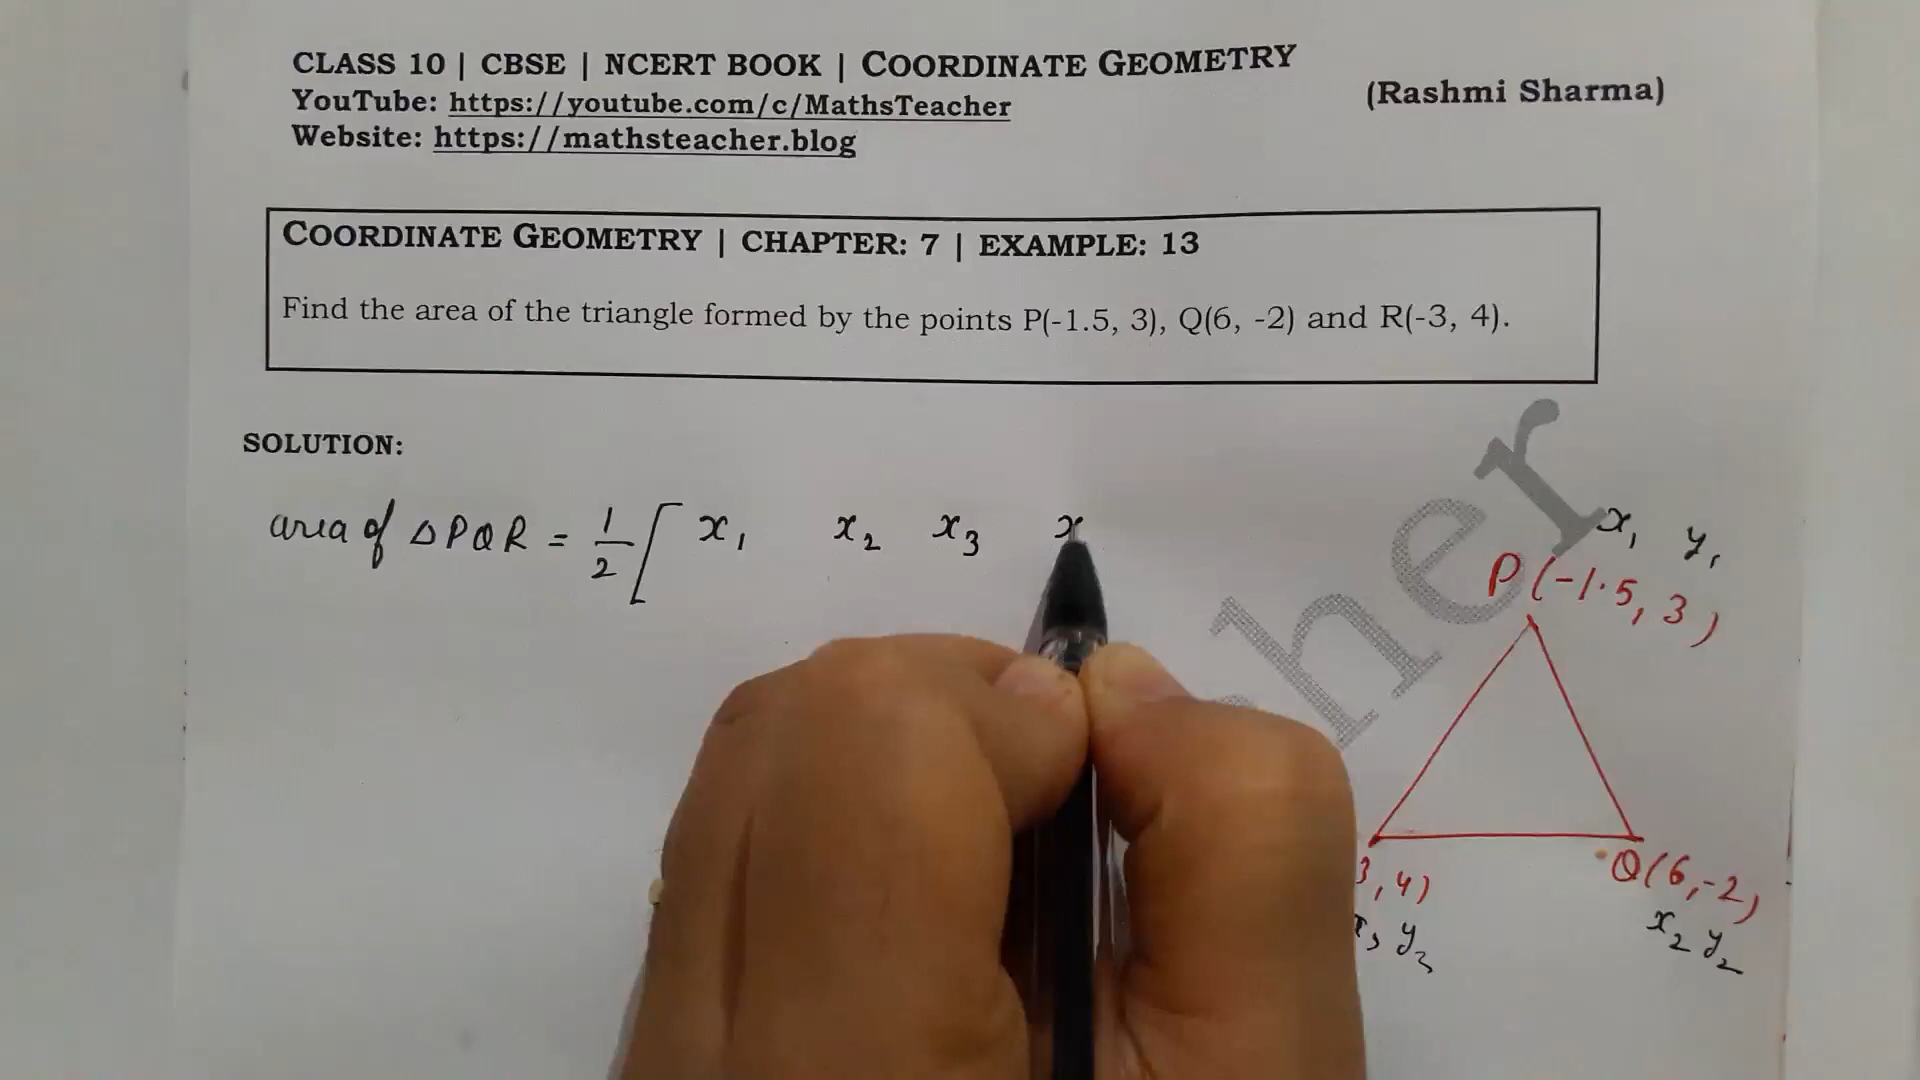 CLASS 10 | CBSE | NCERT BOOK | COORDINATE GEOMETRY
(Rashmi Sharma)
YouTube: https://youtube.com/c/MathsTeacher
Website: https://mathsteacher.blog
COORDINATE GEOMETRY | CHAPTER: 7 | EXAMPLE: 13
Find the area of the triangle formed by the points P(-1.5, 3), Q(6, -2) and R(-3, 4).
SOLUTION:
area of △PQR = 1/2 [ x₁ x₂ x₃ x
x₁ y₁
P(-1.5, 3)
3, 4)
Q(6, -2)
y₃
x₂ y₂
her